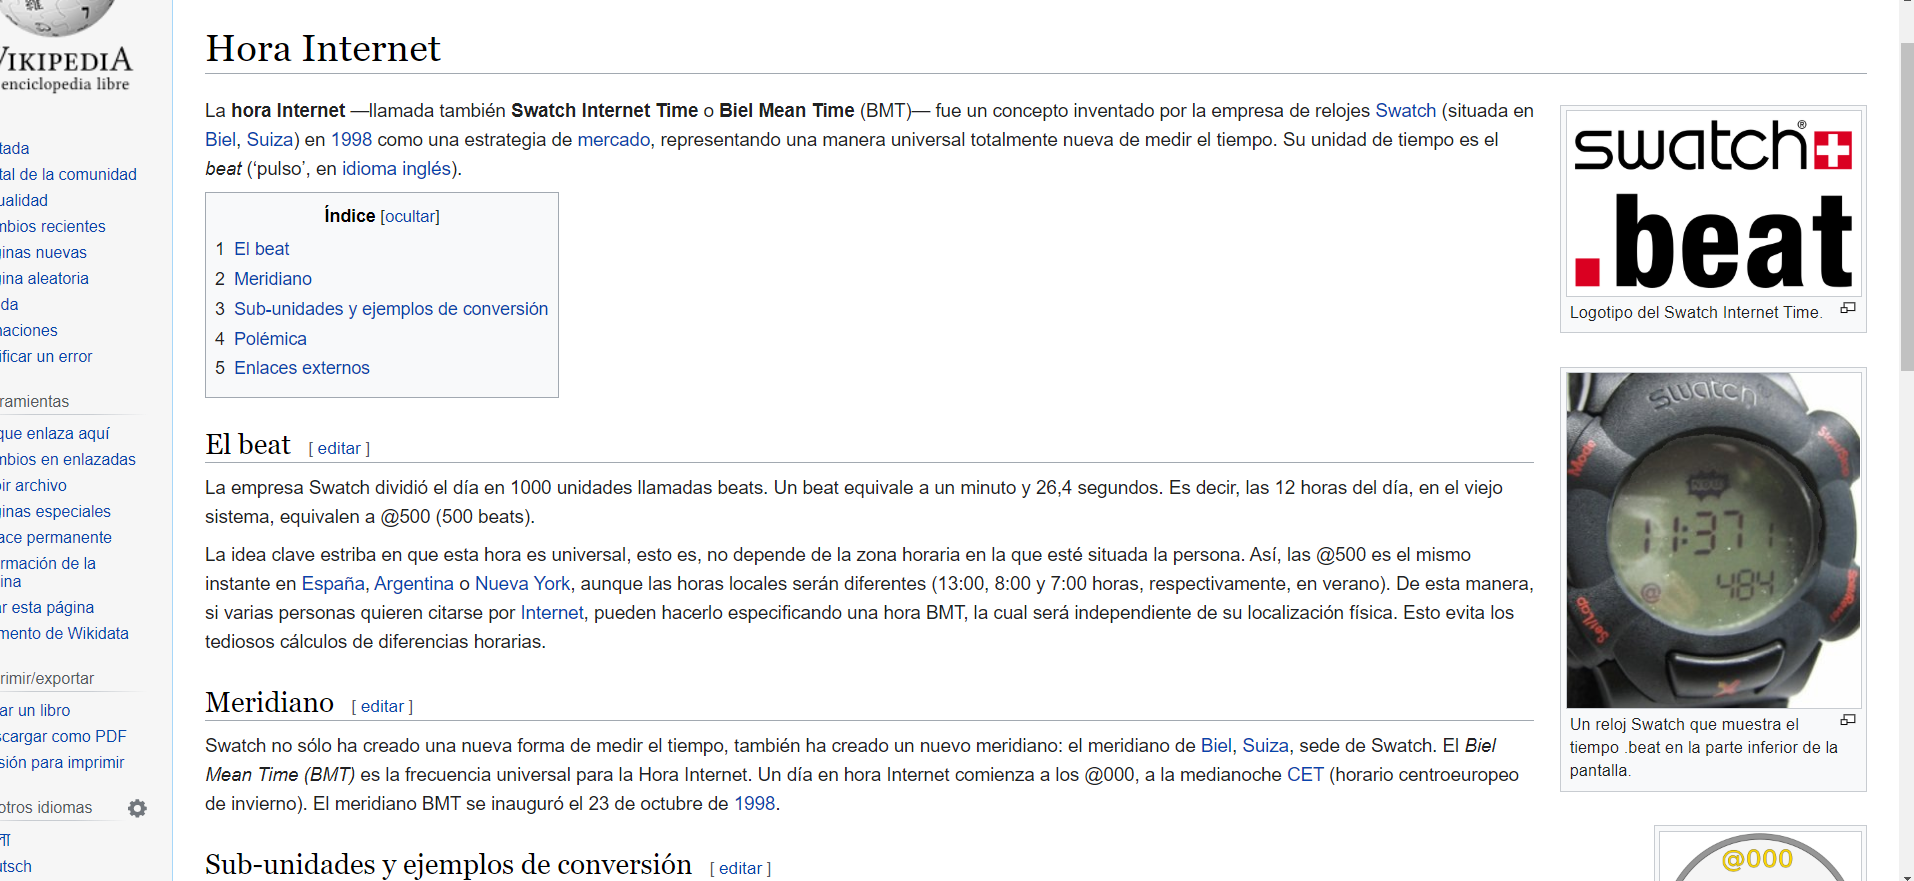 WIKIPEDIA
enciclopedia libre
tada
tal de la comunidad
ualidad
nbios recientes
ginas nuevas
gina aleatoria
da
naciones
ificar un error
ramientas
que enlaza aquí
mbios en enlazadas
oir archivo
ginas especiales
ace permanente
rmación de la
ina
ar esta página
mento de Wikidata
rimir/exportar
ar un libro
scargar como PDF
sión para imprimir
otros idiomas
utsch
Hora Internet
La hora Internet —llamada también Swatch Internet Time o Biel Mean Time (BMT)— fue un concepto inventado por la empresa de relojes Swatch (situada en
Biel, Suiza) en 1998 como una estrategia de mercado, representando una manera universal totalmente nueva de medir el tiempo. Su unidad de tiempo es el
beat (‘pulso’, en idioma inglés).
Índice [ocultar]
1 El beat
2 Meridiano
3 Sub-unidades y ejemplos de conversión
4 Polémica
5 Enlaces externos
El beat [ editar ]
La empresa Swatch dividió el día en 1000 unidades llamadas beats. Un beat equivale a un minuto y 26,4 segundos. Es decir, las 12 horas del día, en el viejo
sistema, equivalen a @500 (500 beats).
La idea clave estriba en que esta hora es universal, esto es, no depende de la zona horaria en la que esté situada la persona. Así, las @500 es el mismo
instante en España, Argentina o Nueva York, aunque las horas locales serán diferentes (13:00, 8:00 y 7:00 horas, respectivamente, en verano). De esta manera,
si varias personas quieren citarse por Internet, pueden hacerlo especificando una hora BMT, la cual será independiente de su localización física. Esto evita los
tediosos cálculos de diferencias horarias.
Meridiano [ editar ]
Swatch no sólo ha creado una nueva forma de medir el tiempo, también ha creado un nuevo meridiano: el meridiano de Biel, Suiza, sede de Swatch. El Biel
Mean Time (BMT) es la frecuencia universal para la Hora Internet. Un día en hora Internet comienza a los @000, a la medianoche CET (horario centroeuropeo
de invierno). El meridiano BMT se inauguró el 23 de octubre de 1998.
Sub-unidades y ejemplos de conversión [ editar ]
swatch®
.beat
Logotipo del Swatch Internet Time.
swatch
Mode
Start/Stop
NOW
11:37 11
@ 484
Set/Lap
Un reloj Swatch que muestra el
tiempo .beat en la parte inferior de la
pantalla.
@000